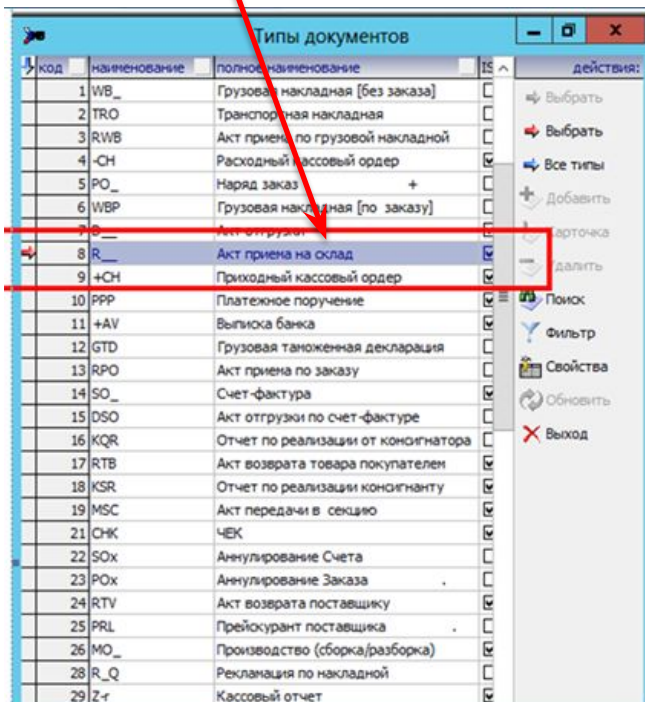 Типы документов
код наименование полное наименование IS действия:
1 WB_ Грузовая накладная [без заказа]
2 TRO Транспортная накладная
3 RWB Акт приема по грузовой накладной
4 -CH Расходный кассовый ордер
5 PO_ Наряд заказ +
6 WBP Грузовая накладная [по заказу]
7 D__ Акт отгрузки
8 R__ Акт приема на склад
9 +CH Приходный кассовый ордер
10 PPP Платежное поручение
11 +AV Выписка банка
12 GTD Грузовая таможенная декларация
13 RPO Акт приема по заказу
14 SO_ Счет-фактура
15 DSO Акт отгрузки по счет-фактуре
16 KQR Отчет по реализации от консигнатора
17 RTB Акт возврата товара покупателем
18 KSR Отчет по реализации консигнанту
19 MSC Акт передачи в секцию
21 CHK ЧЕК
22 SOx Аннулирование Счета
23 POx Аннулирование Заказа .
24 RTV Акт возврата поставщику
25 PRL Прейскурант поставщика .
26 MO_ Производство (сборка/разборка)
28 R_Q Рекламация по накладной
29 Z-r Кассовый отчет
Выбрать
Выбрать
Все типы
Добавить
Карточка
Удалить
Поиск
Фильтр
Свойства
Обновить
Выход